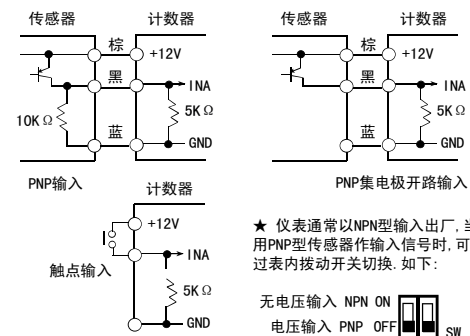 传感器
计数器
棕
+12V
黑
INA
10KΩ
5KΩ
蓝
GND
PNP输入
传感器
计数器
棕
+12V
黑
INA
5KΩ
蓝
GND
PNP集电极开路输入
计数器
+12V
INA
触点输入
5KΩ
GND
★ 仪表通常以NPN型输入出厂,
用PNP型传感器作输入信号时,可
过表内拨动开关切换.如下:
无电压输入 NPN ON
电压输入 PNP OFF
SW